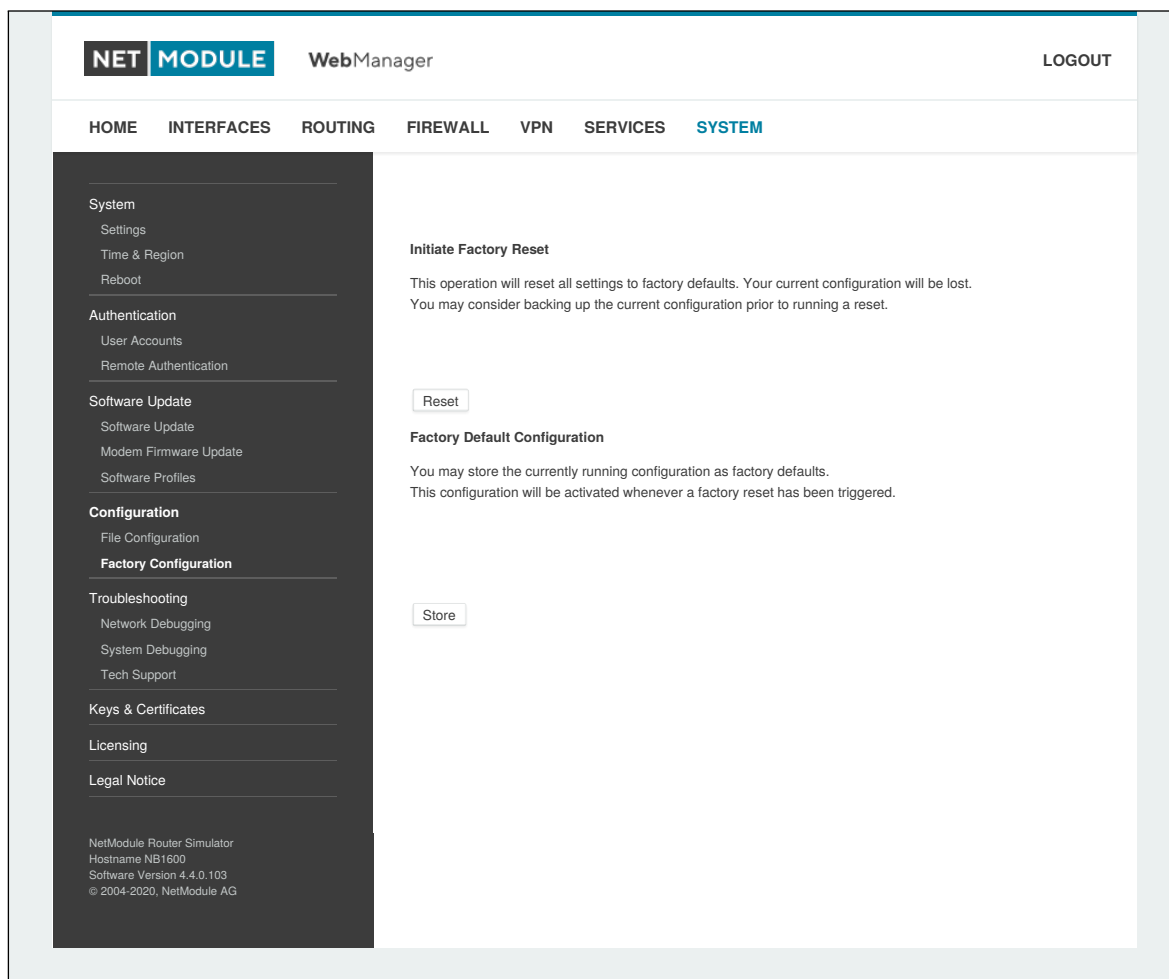 NET MODULE WebManager LOGOUT
HOME INTERFACES ROUTING FIREWALL VPN SERVICES SYSTEM
System
Settings
Time & Region
Reboot
Authentication
User Accounts
Remote Authentication
Software Update
Software Update
Modem Firmware Update
Software Profiles
Configuration
File Configuration
Factory Configuration
Troubleshooting
Network Debugging
System Debugging
Tech Support
Keys & Certificates
Licensing
Legal Notice
NetModule Router Simulator
Hostname NB1600
Software Version 4.4.0.103
© 2004-2020, NetModule AG
Initiate Factory Reset
This operation will reset all settings to factory defaults. Your current configuration will be lost.
You may consider backing up the current configuration prior to running a reset.
Reset
Factory Default Configuration
You may store the currently running configuration as factory defaults.
This configuration will be activated whenever a factory reset has been triggered.
Store